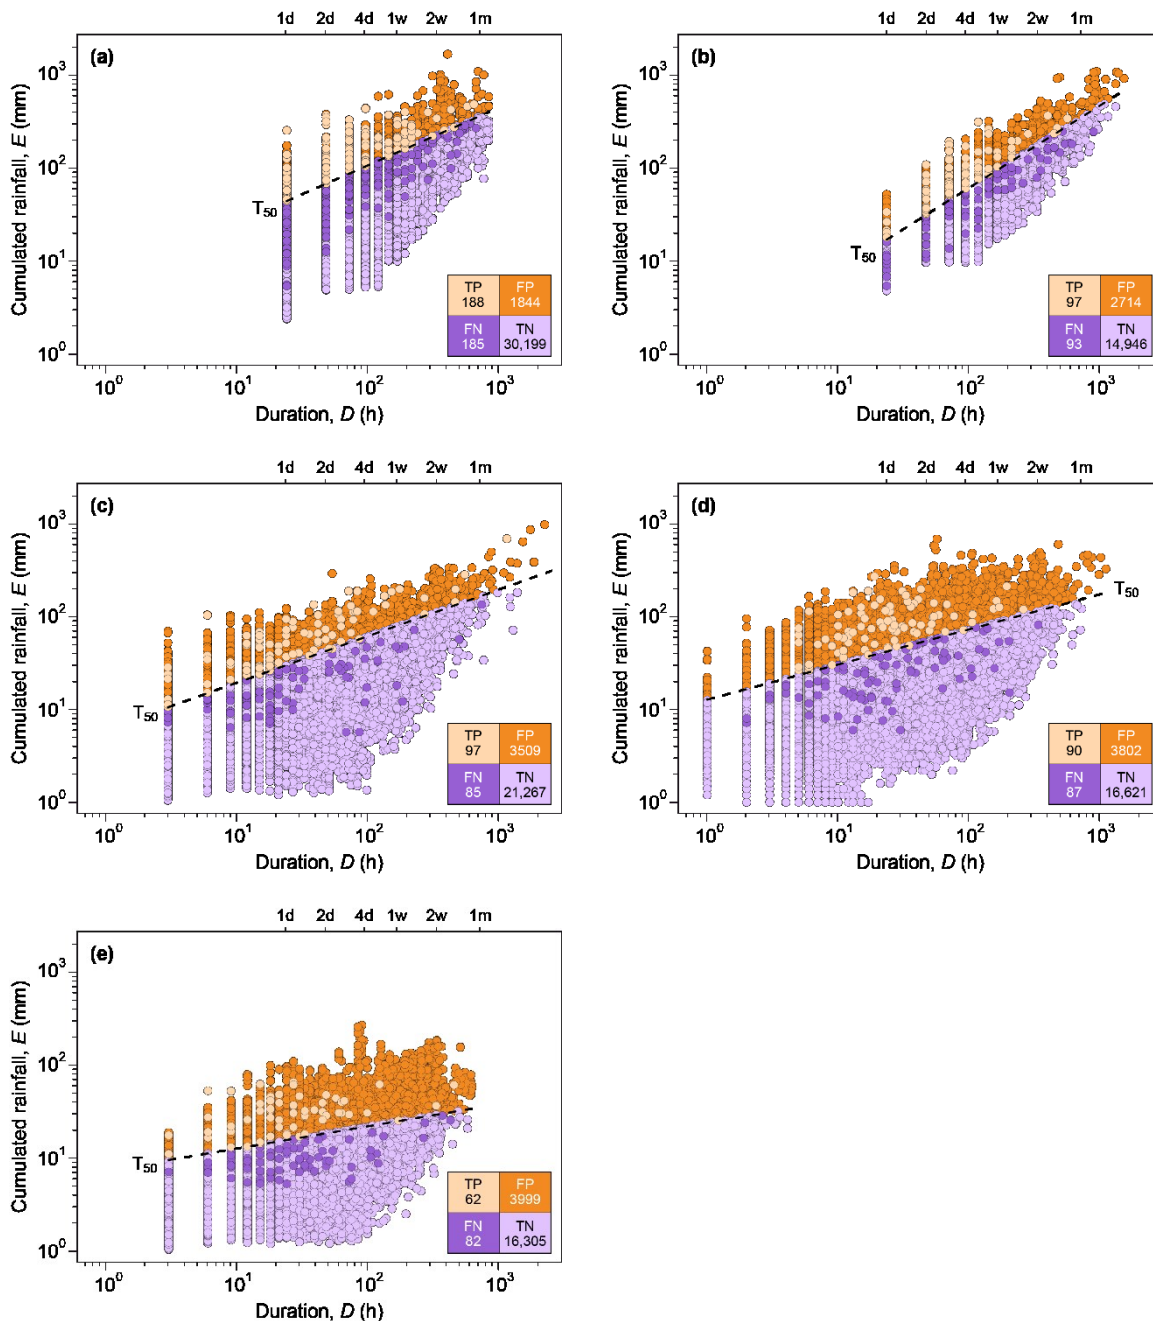 1d 2d 4d 1w 2w 1m
(a)
10³
10²
10¹
10⁰
Cumulated rainfall, E (mm)
T₅₀
TP 188
FP 1844
FN 185
TN 30,199
10⁰ 10¹ 10² 10³
Duration, D (h)
1d 2d 4d 1w 2w 1m
(b)
10³
10²
10¹
10⁰
Cumulated rainfall, E (mm)
T₅₀
TP 97
FP 2714
FN 93
TN 14,946
10⁰ 10¹ 10² 10³
Duration, D (h)
1d 2d 4d 1w 2w 1m
(c)
10³
10²
10¹
10⁰
Cumulated rainfall, E (mm)
T₅₀
TP 97
FP 3509
FN 85
TN 21,267
10⁰ 10¹ 10² 10³
Duration, D (h)
1d 2d 4d 1w 2w 1m
(d)
10³
10²
10¹
10⁰
Cumulated rainfall, E (mm)
T₅₀
TP 90
FP 3802
FN 87
TN 16,621
10⁰ 10¹ 10² 10³
Duration, D (h)
1d 2d 4d 1w 2w 1m
(e)
10³
10²
10¹
10⁰
Cumulated rainfall, E (mm)
T₅₀
TP 62
FP 3999
FN 82
TN 16,305
10⁰ 10¹ 10² 10³
Duration, D (h)